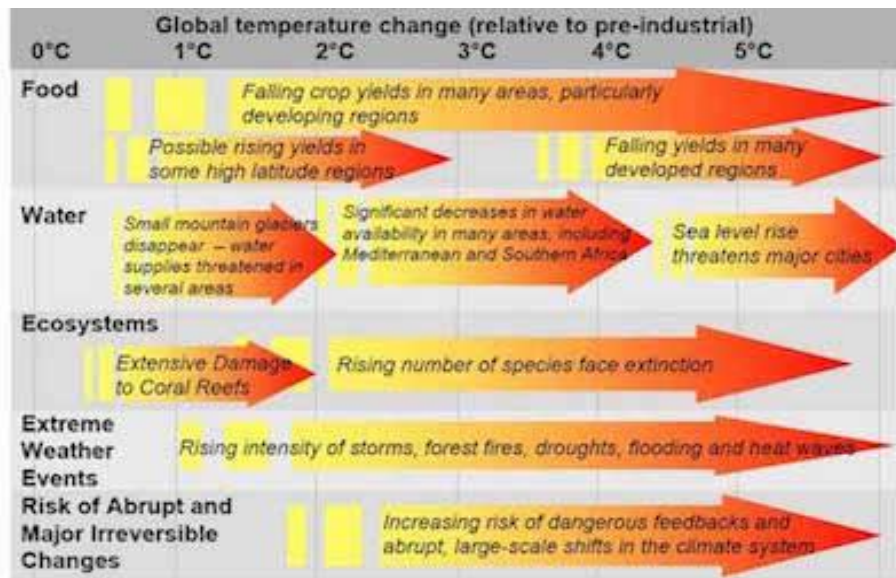 Global temperature change (relative to pre-industrial)
0°C 1°C 2°C 3°C 4°C 5°C
Food
Falling crop yields in many areas, particularly
developing regions
Possible rising yields in
some high latitude regions
Falling yields in many
developed regions
Water
Small mountain glaciers
disappear – water
supplies threatened in
several areas
Significant decreases in water
availability in many areas, including
Mediterranean and Southern Africa
Sea level rise
threatens major cities
Ecosystems
Extensive Damage
to Coral Reefs
Rising number of species face extinction
Extreme
Weather
Events
Rising intensity of storms, forest fires, droughts, flooding and heat waves
Risk of Abrupt and
Major Irreversible
Changes
Increasing risk of dangerous feedbacks and
abrupt, large-scale shifts in the climate system